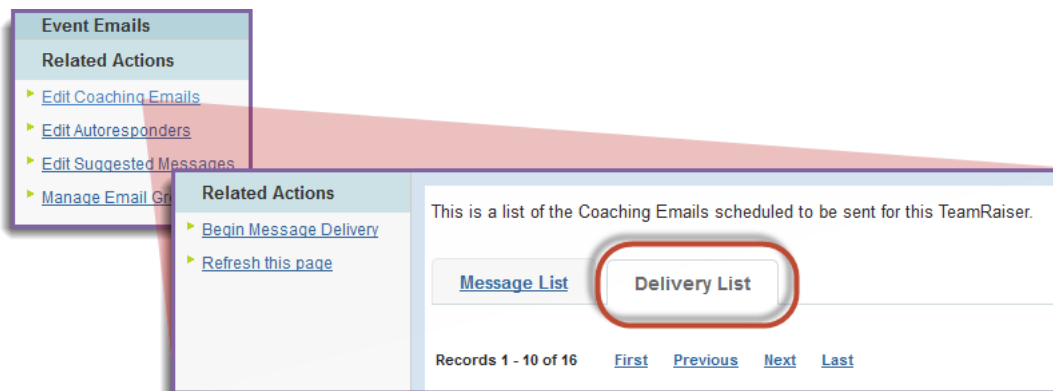 Event Emails
Related Actions
Edit Coaching Emails
Edit Autoresponders
Edit Suggested Messages
Manage Email
Related Actions
Begin Message Delivery
Refresh this page
This is a list of the Coaching Emails scheduled to be sent for this TeamRaiser.
Message List Delivery List
Records 1 - 10 of 16 First Previous Next Last